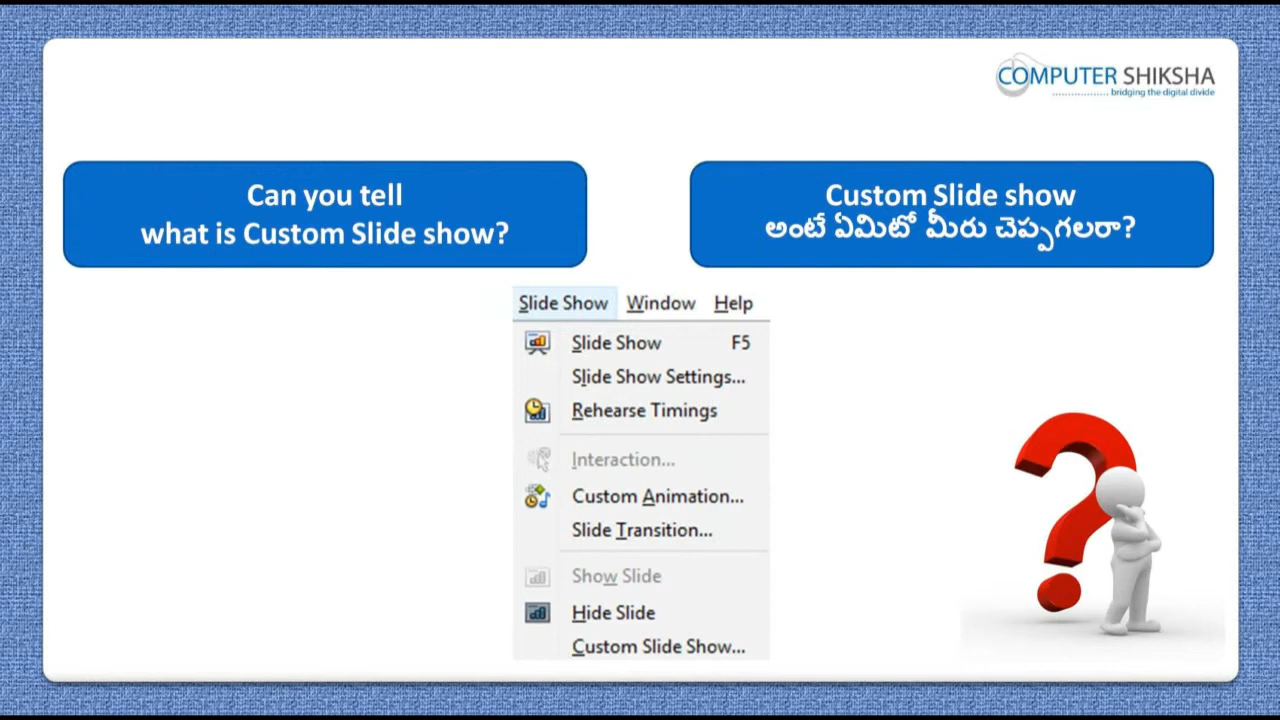 COMPUTER SHIKSHA
bridging the digital divide
Can you tell
what is Custom Slide show?
Custom Slide show
అంటే ఏమిటో మీరు చెప్పగలరా?
Slide Show Window Help
Slide Show F5
Slide Show Settings...
Rehearse Timings
Interaction...
Custom Animation...
Slide Transition...
Show Slide
Hide Slide
Custom Slide Show...